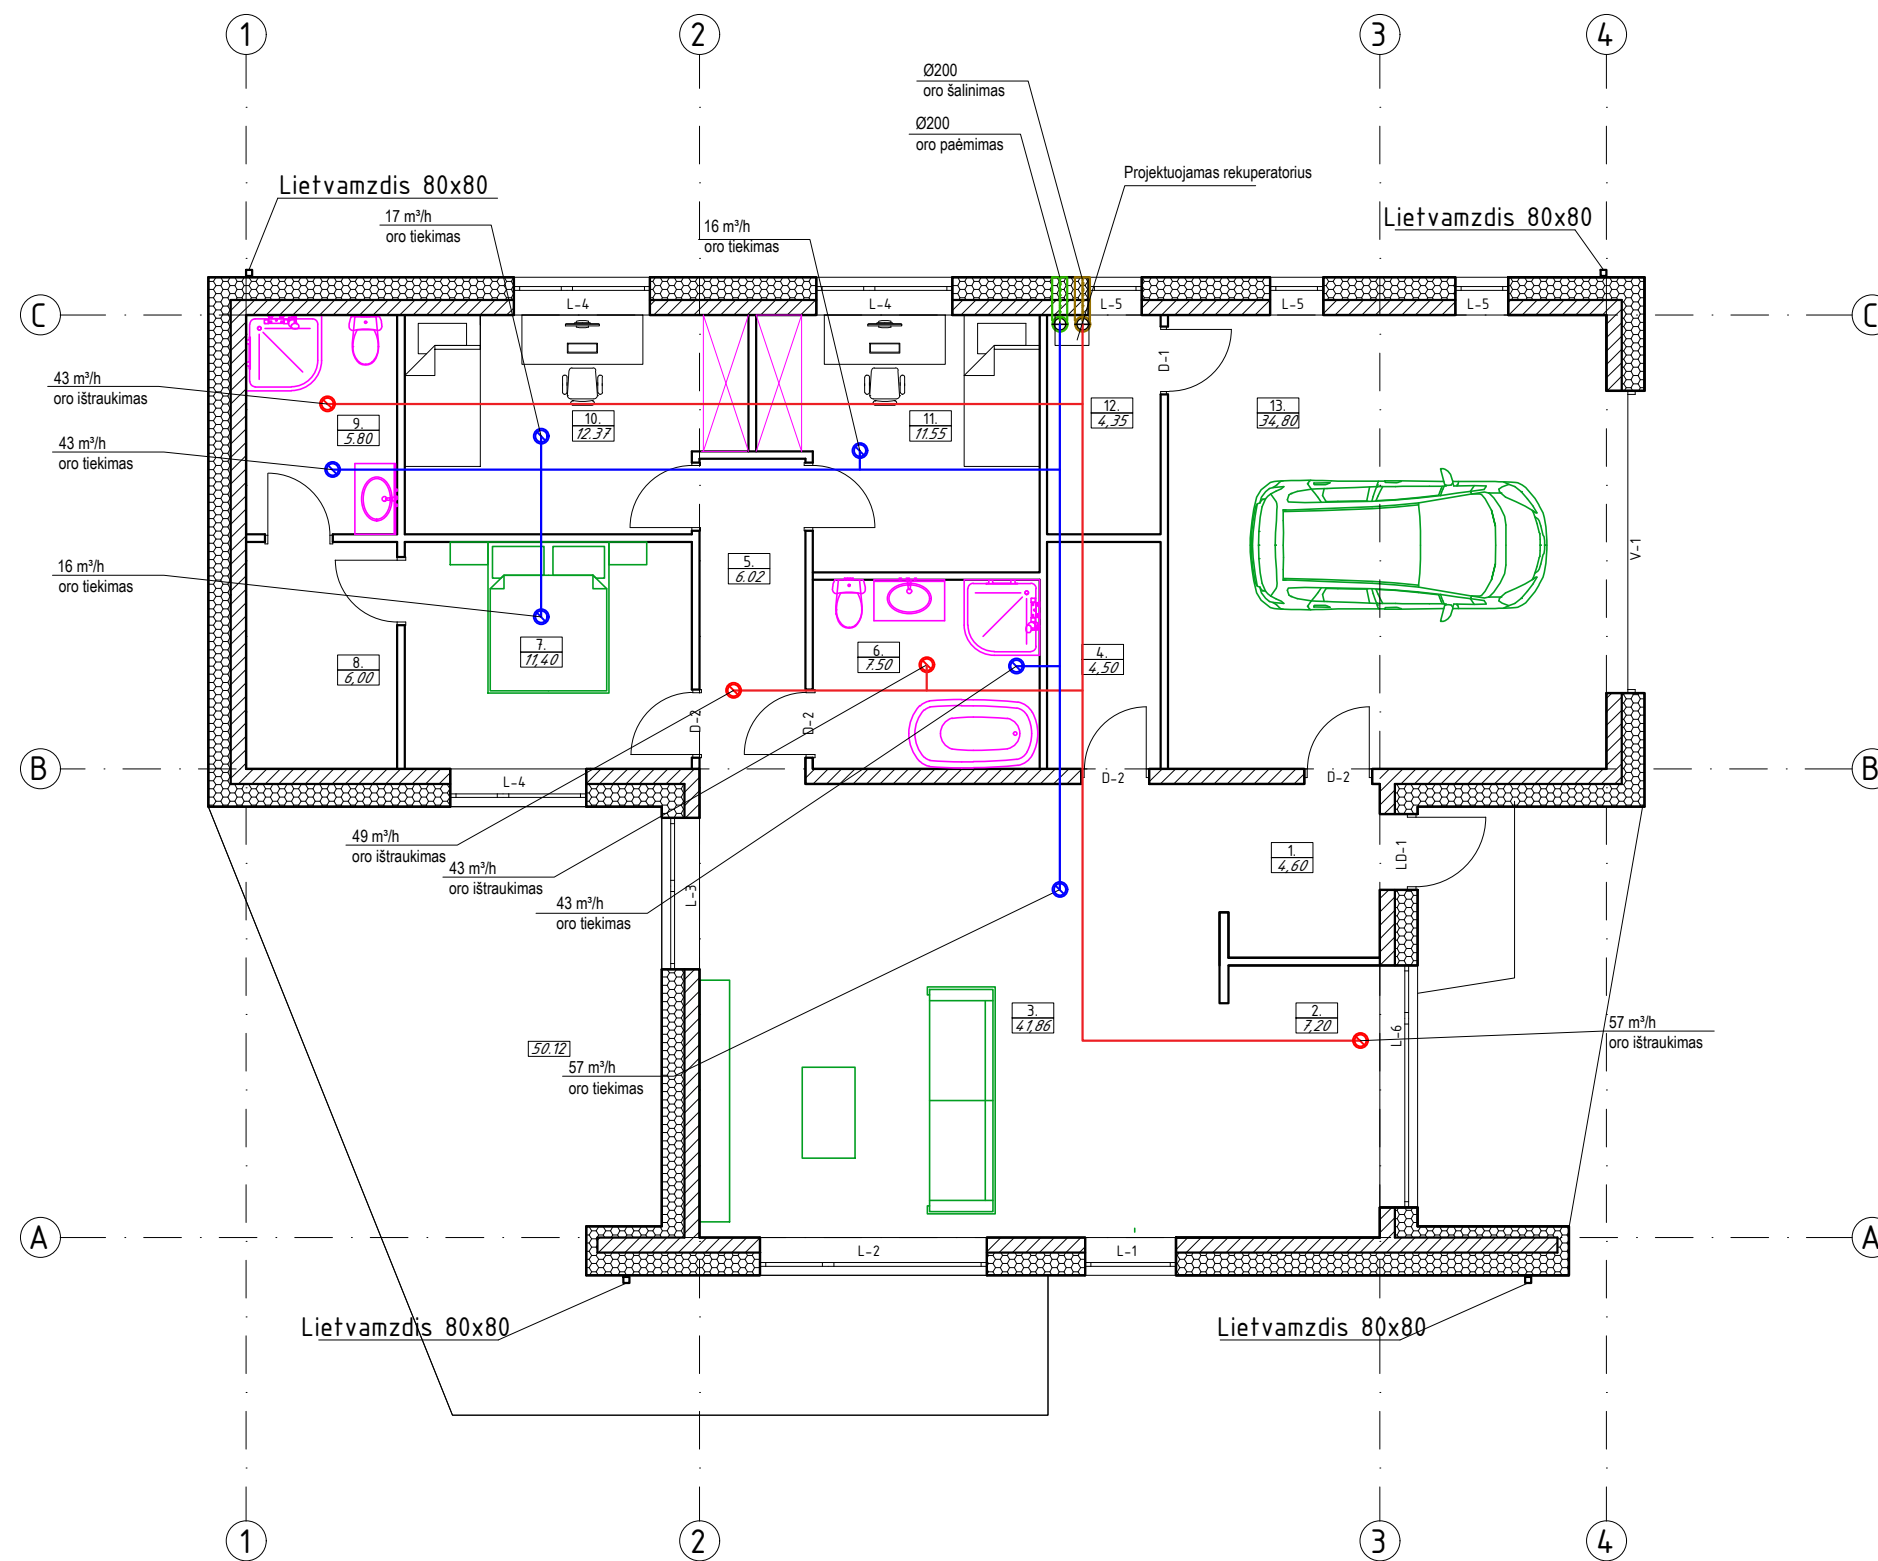 1
2
3
4
Ø200
oro šalinimas
Ø200
oro paėmimas
Projektuojamas rekuperatorius
Lietvamzdis 80x80
17 m³/h
oro tiekimas
16 m³/h
oro tiekimas
Lietvamzdis 80x80
C
C
L-4
L-4
L-5
L-5
L-5
D-1
43 m³/h
oro ištraukimas
9.
5.80
10.
12.37
11.
11.55
12.
4,35
13.
34,80
43 m³/h
oro tiekimas
V-1
16 m³/h
oro tiekimas
5.
6.02
7.
11,40
8.
6,00
6.
7.50
4.
4,50
D-2
D-2
B
B
L-4
D-2
D-2
49 m³/h
oro ištraukimas
43 m³/h
oro ištraukimas
43 m³/h
oro tiekimas
L-3
1.
4,60
LD-1
3.
41,86
2.
7,20
L-6
57 m³/h
oro ištraukimas
50.12
57 m³/h
oro tiekimas
A
A
L-2
L-1
Lietvamzdis 80x80
Lietvamzdis 80x80
1
2
3
4